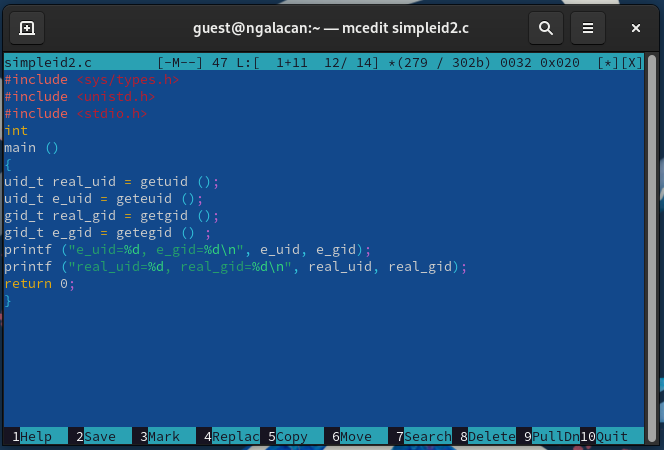 guest@ngalacan:~ — mcedit simpleid2.c
simpleid2.c [-M--] 47 L:[ 1+11 12/ 14] *(279 / 302b) 0032 0x020 [*][X]
#include <sys/types.h>
#include <unistd.h>
#include <stdio.h>
int
main ()
{
uid_t real_uid = getuid ();
uid_t e_uid = geteuid ();
gid_t real_gid = getgid ();
gid_t e_gid = getegid () ;
printf ("e_uid=%d, e_gid=%d\n", e_uid, e_gid);
printf ("real_uid=%d, real_gid=%d\n", real_uid, real_gid);
return 0;
}
1Help 2Save 3Mark 4Replac 5Copy 6Move 7Search 8Delete 9PullDn 10Quit